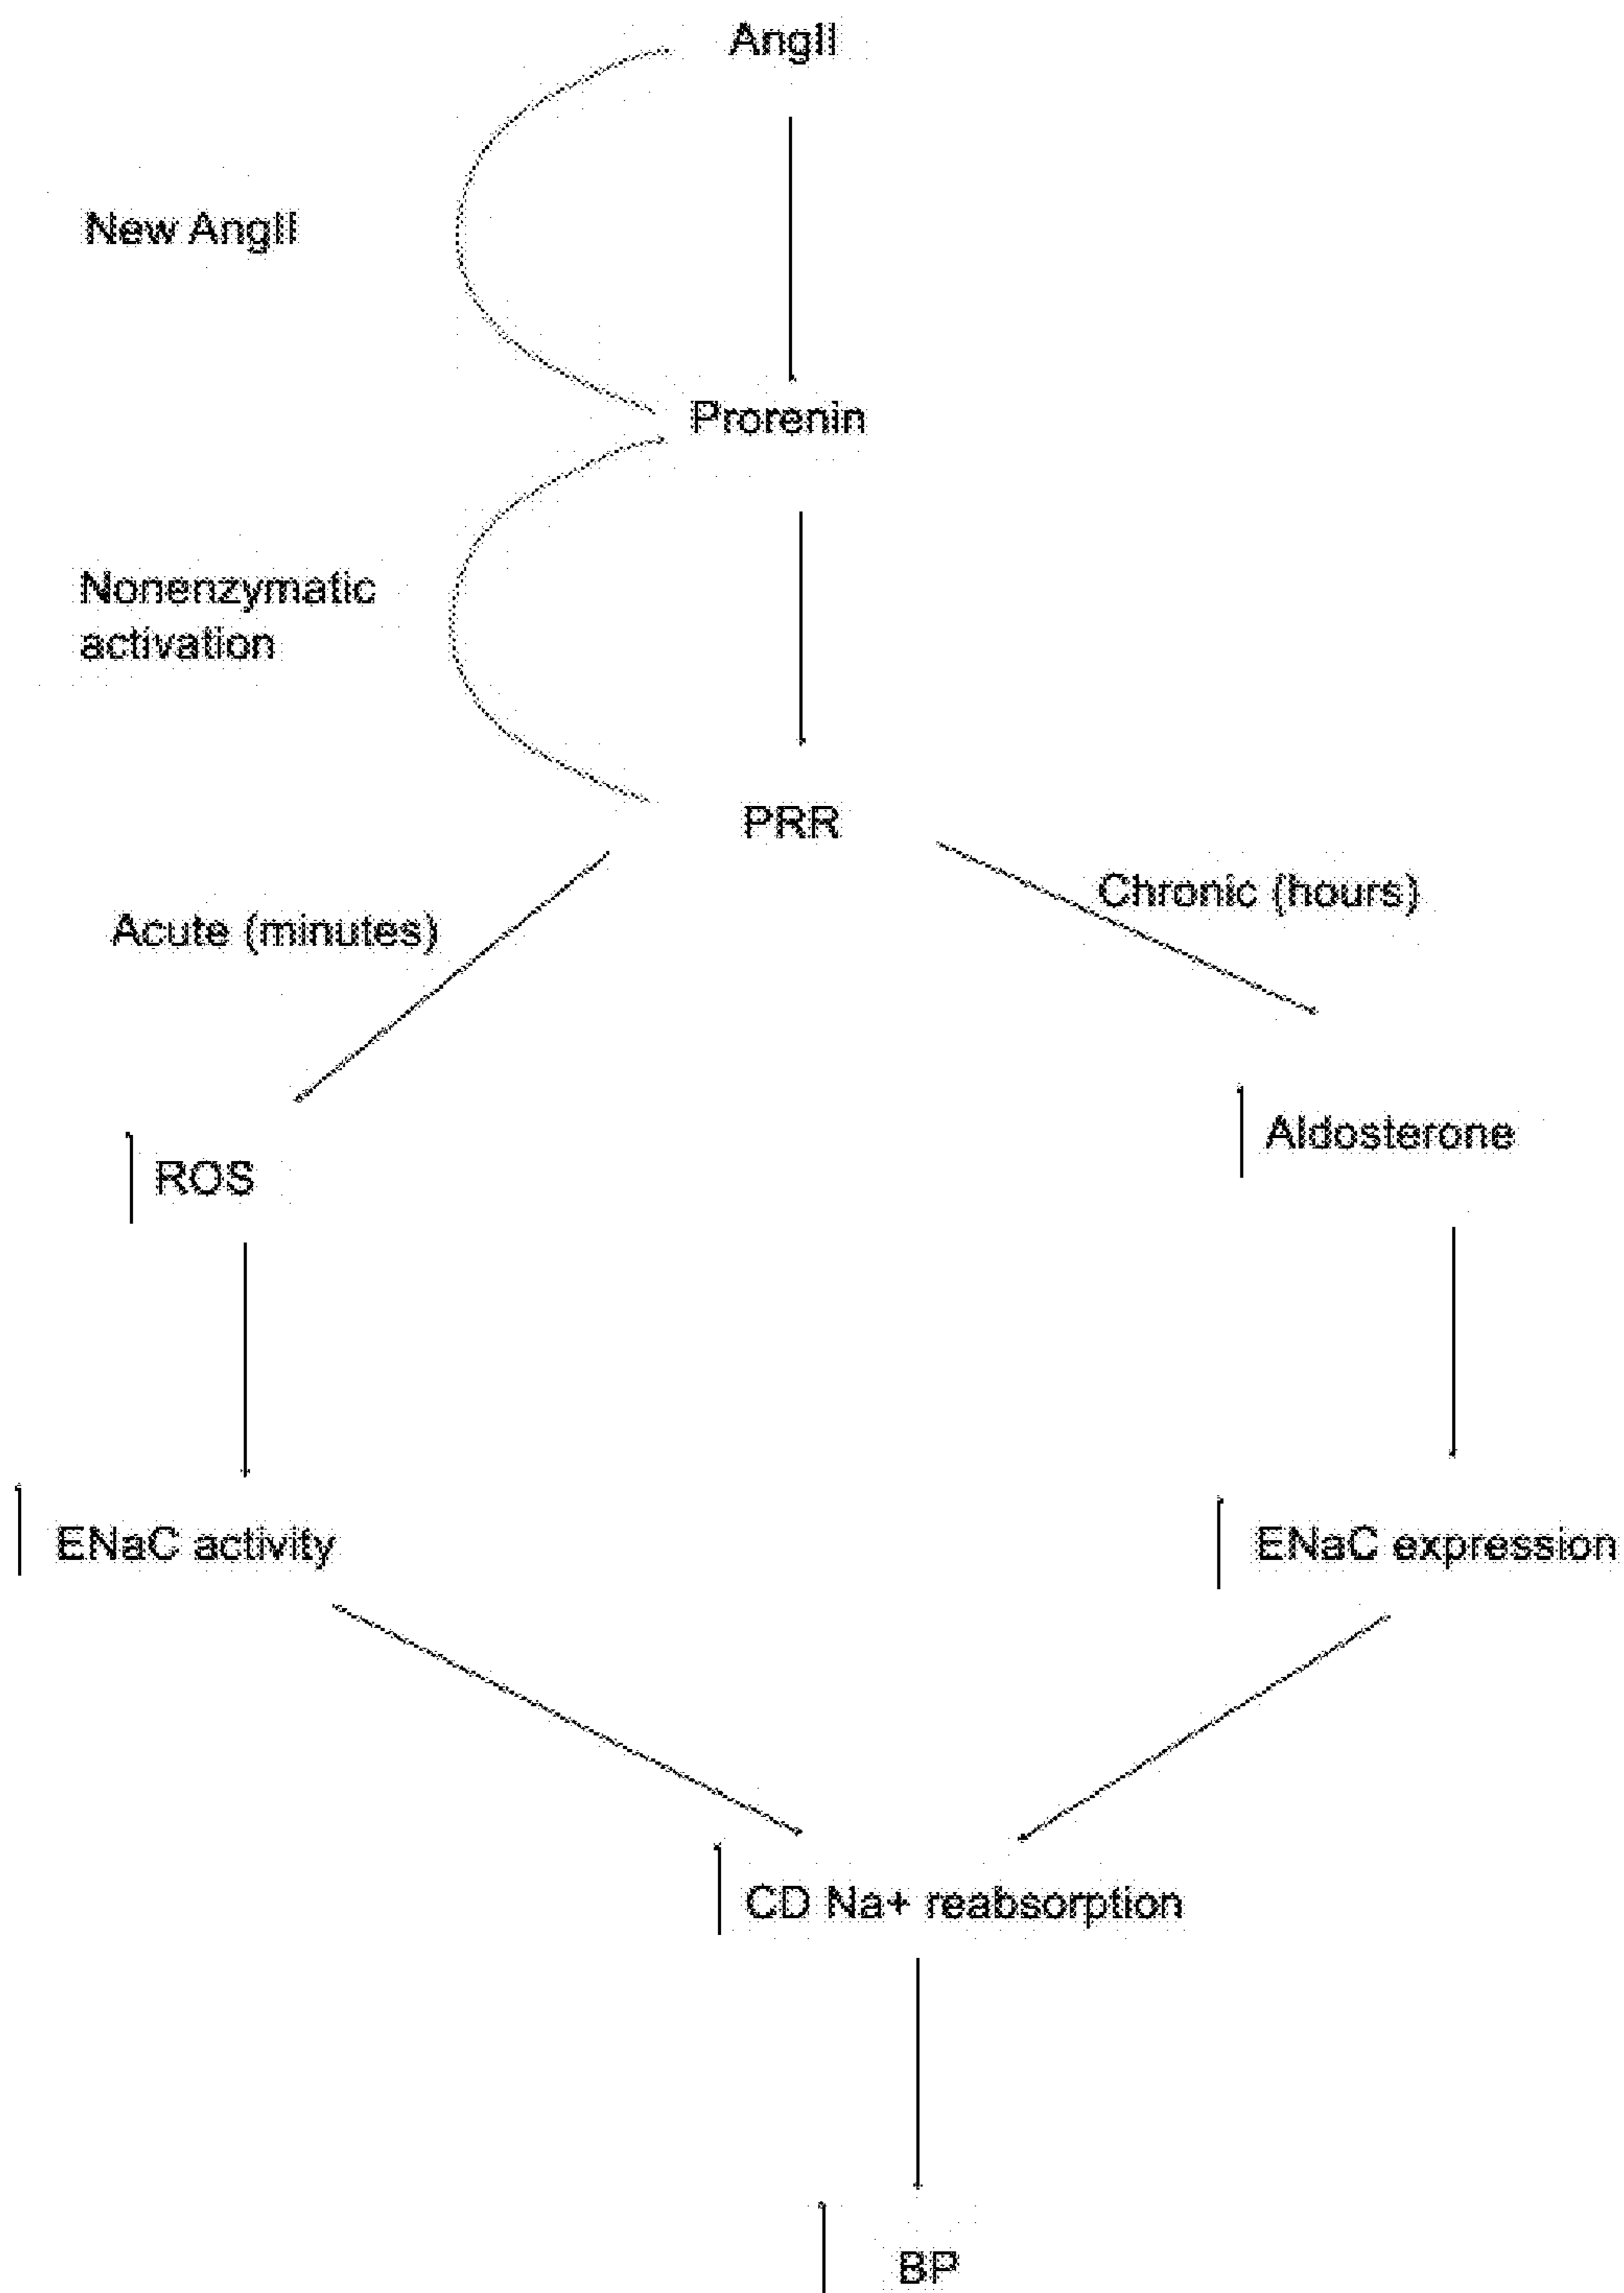 AngII
New AngII
Prorenin
Nonenzymatic
activation
PRR
Acute (minutes)
Chronic (hours)
ROS
Aldosterone
ENaC activity
ENaC expression
CD Na+ reabsorption
BP